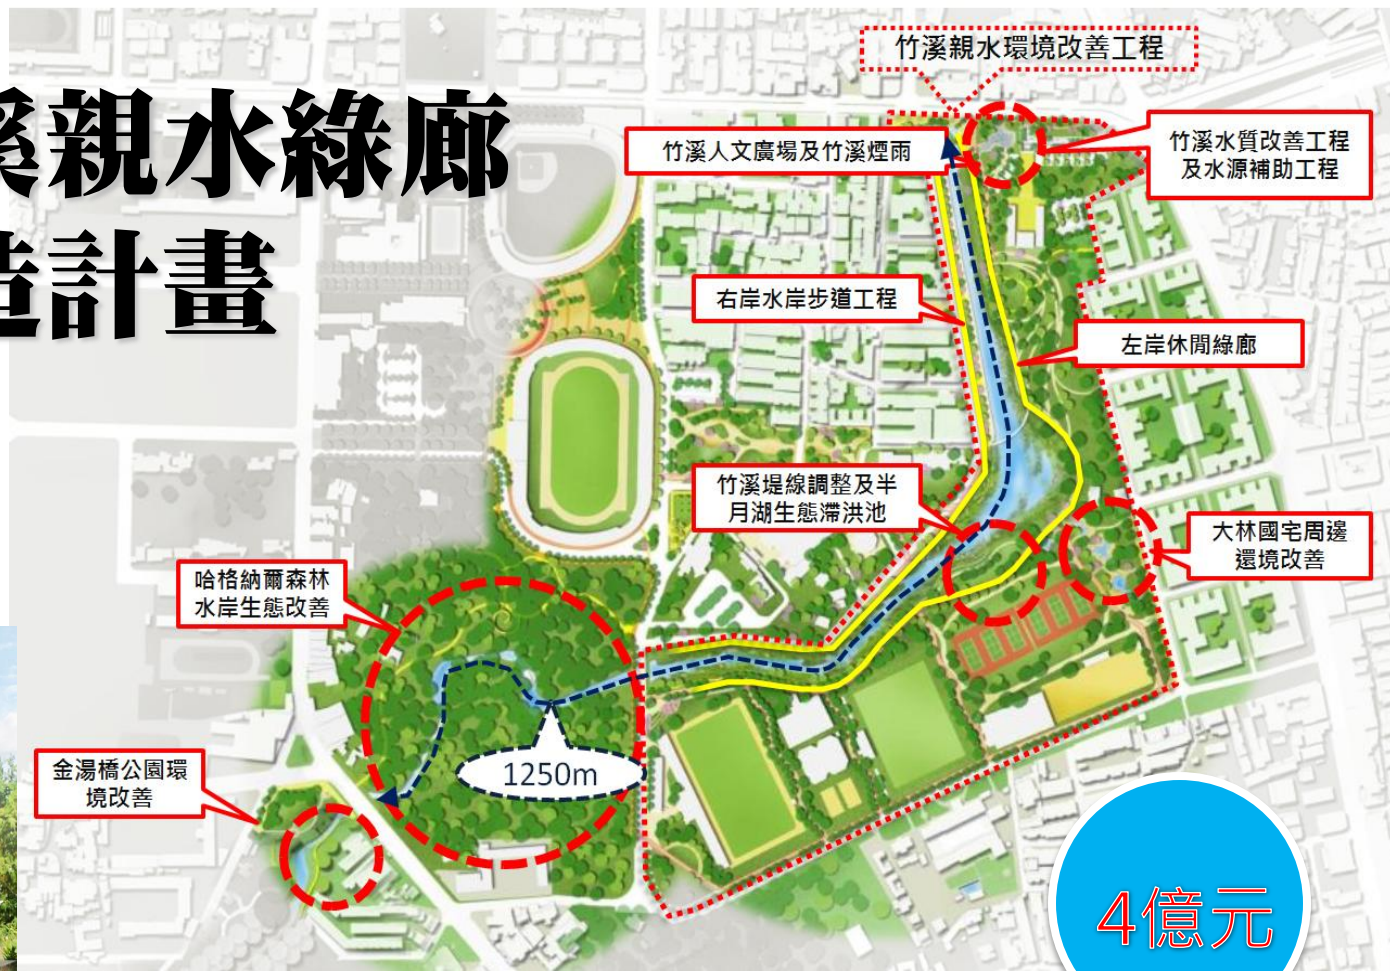 溪親水綠廊
造計畫
竹溪親水環境改善工程
竹溪人文廣場及竹溪煙雨
竹溪水質改善工程
及水源補助工程
右岸水岸步道工程
左岸休閒綠廊
竹溪堤線調整及半
月湖生態滯洪池
大林國宅周邊
環境改善
哈格納爾森林
水岸生態改善
1250m
金湯橋公園環
境改善
4億元